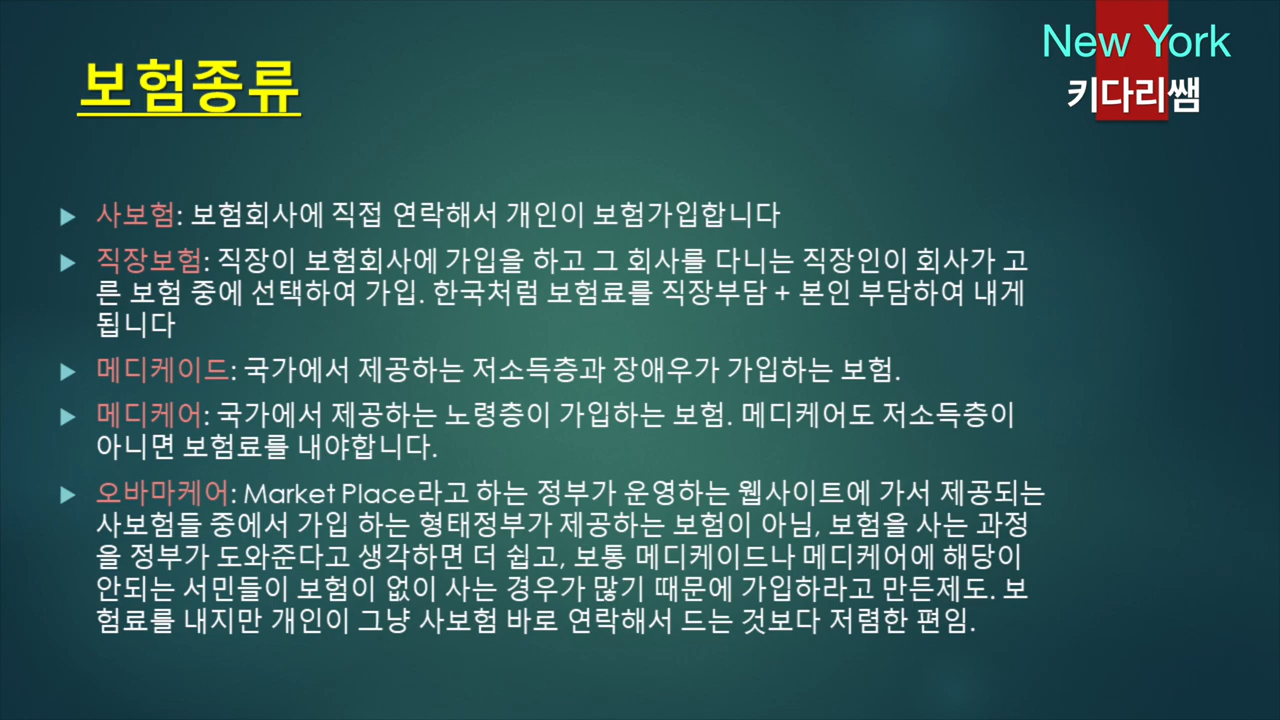 New York
키다리쌤
보험종류
사보험: 보험회사에 직접 연락해서 개인이 보험가입합니다
직장보험: 직장이 보험회사에 가입을 하고 그 회사를 다니는 직장인이 회사가 고
른 보험 중에 선택하여 가입. 한국처럼 보험료를 직장부담 + 본인 부담하여 내게
됩니다
메디케이드: 국가에서 제공하는 저소득층과 장애우가 가입하는 보험.
메디케어: 국가에서 제공하는 노령층이 가입하는 보험. 메디케어도 저소득층이
아니면 보험료를 내야합니다.
오바마케어: Market Place라고 하는 정부가 운영하는 웹사이트에 가서 제공되는
사보험들 중에서 가입 하는 형태정부가 제공하는 보험이 아님, 보험을 사는 과정
을 정부가 도와준다고 생각하면 더 쉽고, 보통 메디케이드나 메디케어에 해당이
안되는 서민들이 보험이 없이 사는 경우가 많기 때문에 가입하라고 만든제도. 보
험료를 내지만 개인이 그냥 사보험 바로 연락해서 드는 것보다 저렴한 편임.